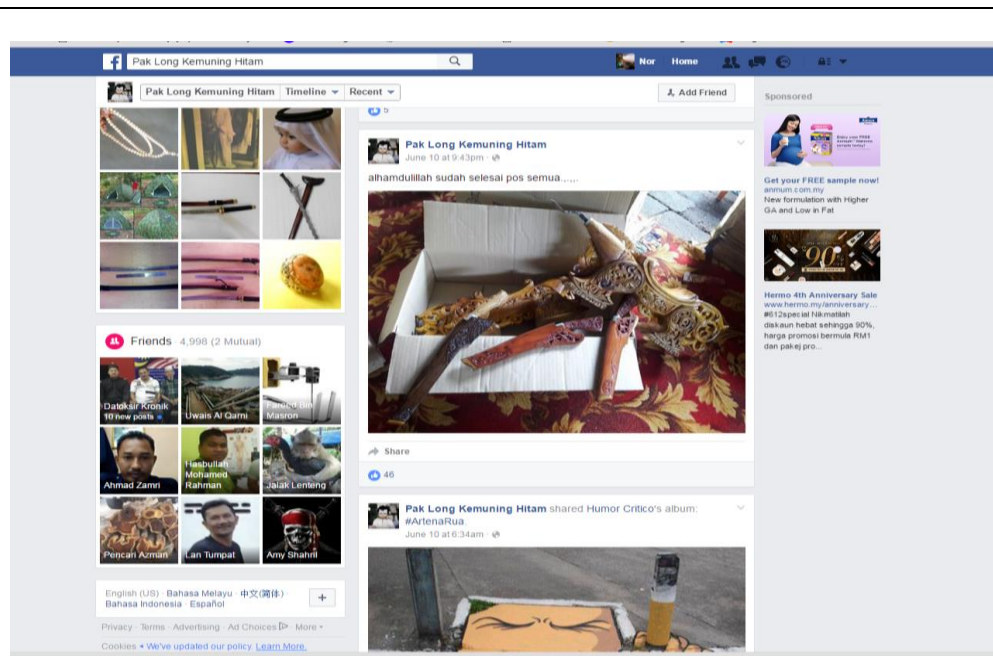 Pak Long Kemuning Hitam
Nor Home
Pak Long Kemuning Hitam Timeline Recent
Add Friend
Friends · 4,998 (2 Mutual)
Datoksir Kronik
10 new posts
Uwais Al Qarni
Fareed Bin
Masron
Ahmad Zamri
Hasbullah
Mohamed
Rahman
Jalak Lenteng
Pencari Azman
Lan Tumpat
Amy Shahril
English (US) · Bahasa Melayu · 中文(简体) ·
Bahasa Indonesia · Español
+
Privacy · Terms · Advertising · Ad Choices · More
Cookies • We've updated our policy. Learn More.
5
Pak Long Kemuning Hitam
June 10 at 9:43pm ·
alhamdulillah sudah selesai pos semua.,.,,.
Share
46
Pak Long Kemuning Hitam shared Humor Critico's album:
#ArtenaRua.
June 10 at 6:34am ·
Sponsored
Get your FREE sample now!
anmum.com.my
New formulation with Higher
GA and Low in Fat
90%
Hermo 4th Anniversary Sale
www.hermo.my/anniversary...
#612special Nikmatilah
diskaun hebat sehingga 90%,
harga promosi bermula RM1
dan pakej pro...